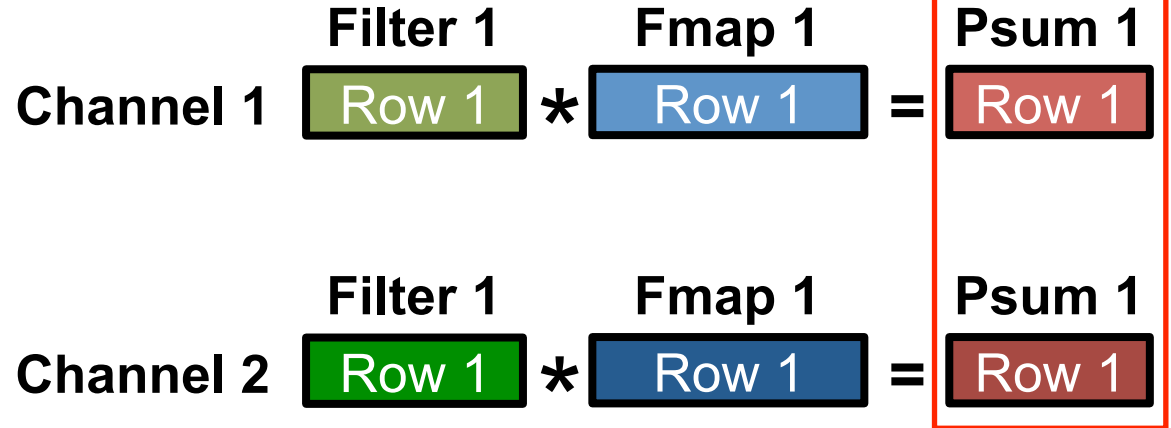 Filter 1 Fmap 1 Psum 1
Channel 1 Row 1 * Row 1 = Row 1
Filter 1 Fmap 1 Psum 1
Channel 2 Row 1 * Row 1 = Row 1